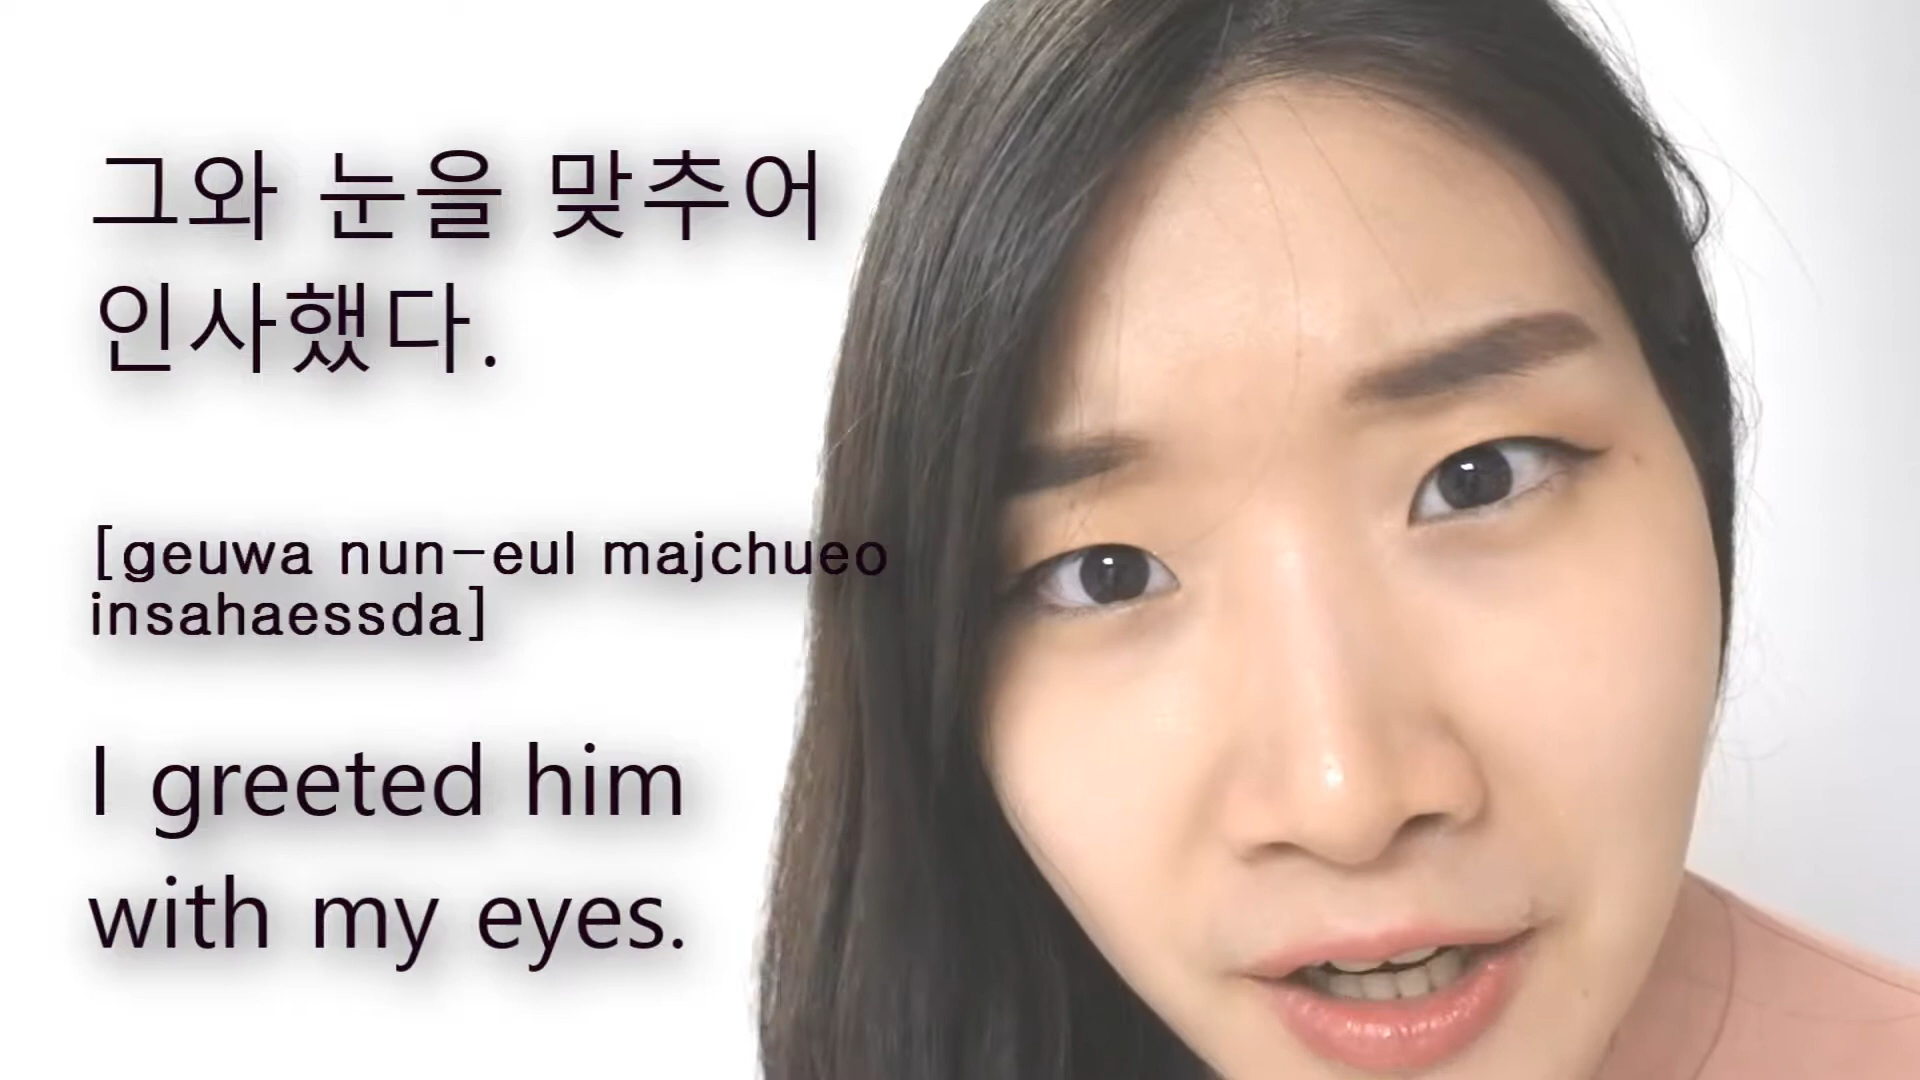 그와 눈을 맞추어
인사했다.
[geuwa nun-eul majchueo
insahaessda]
I greeted him
with my eyes.